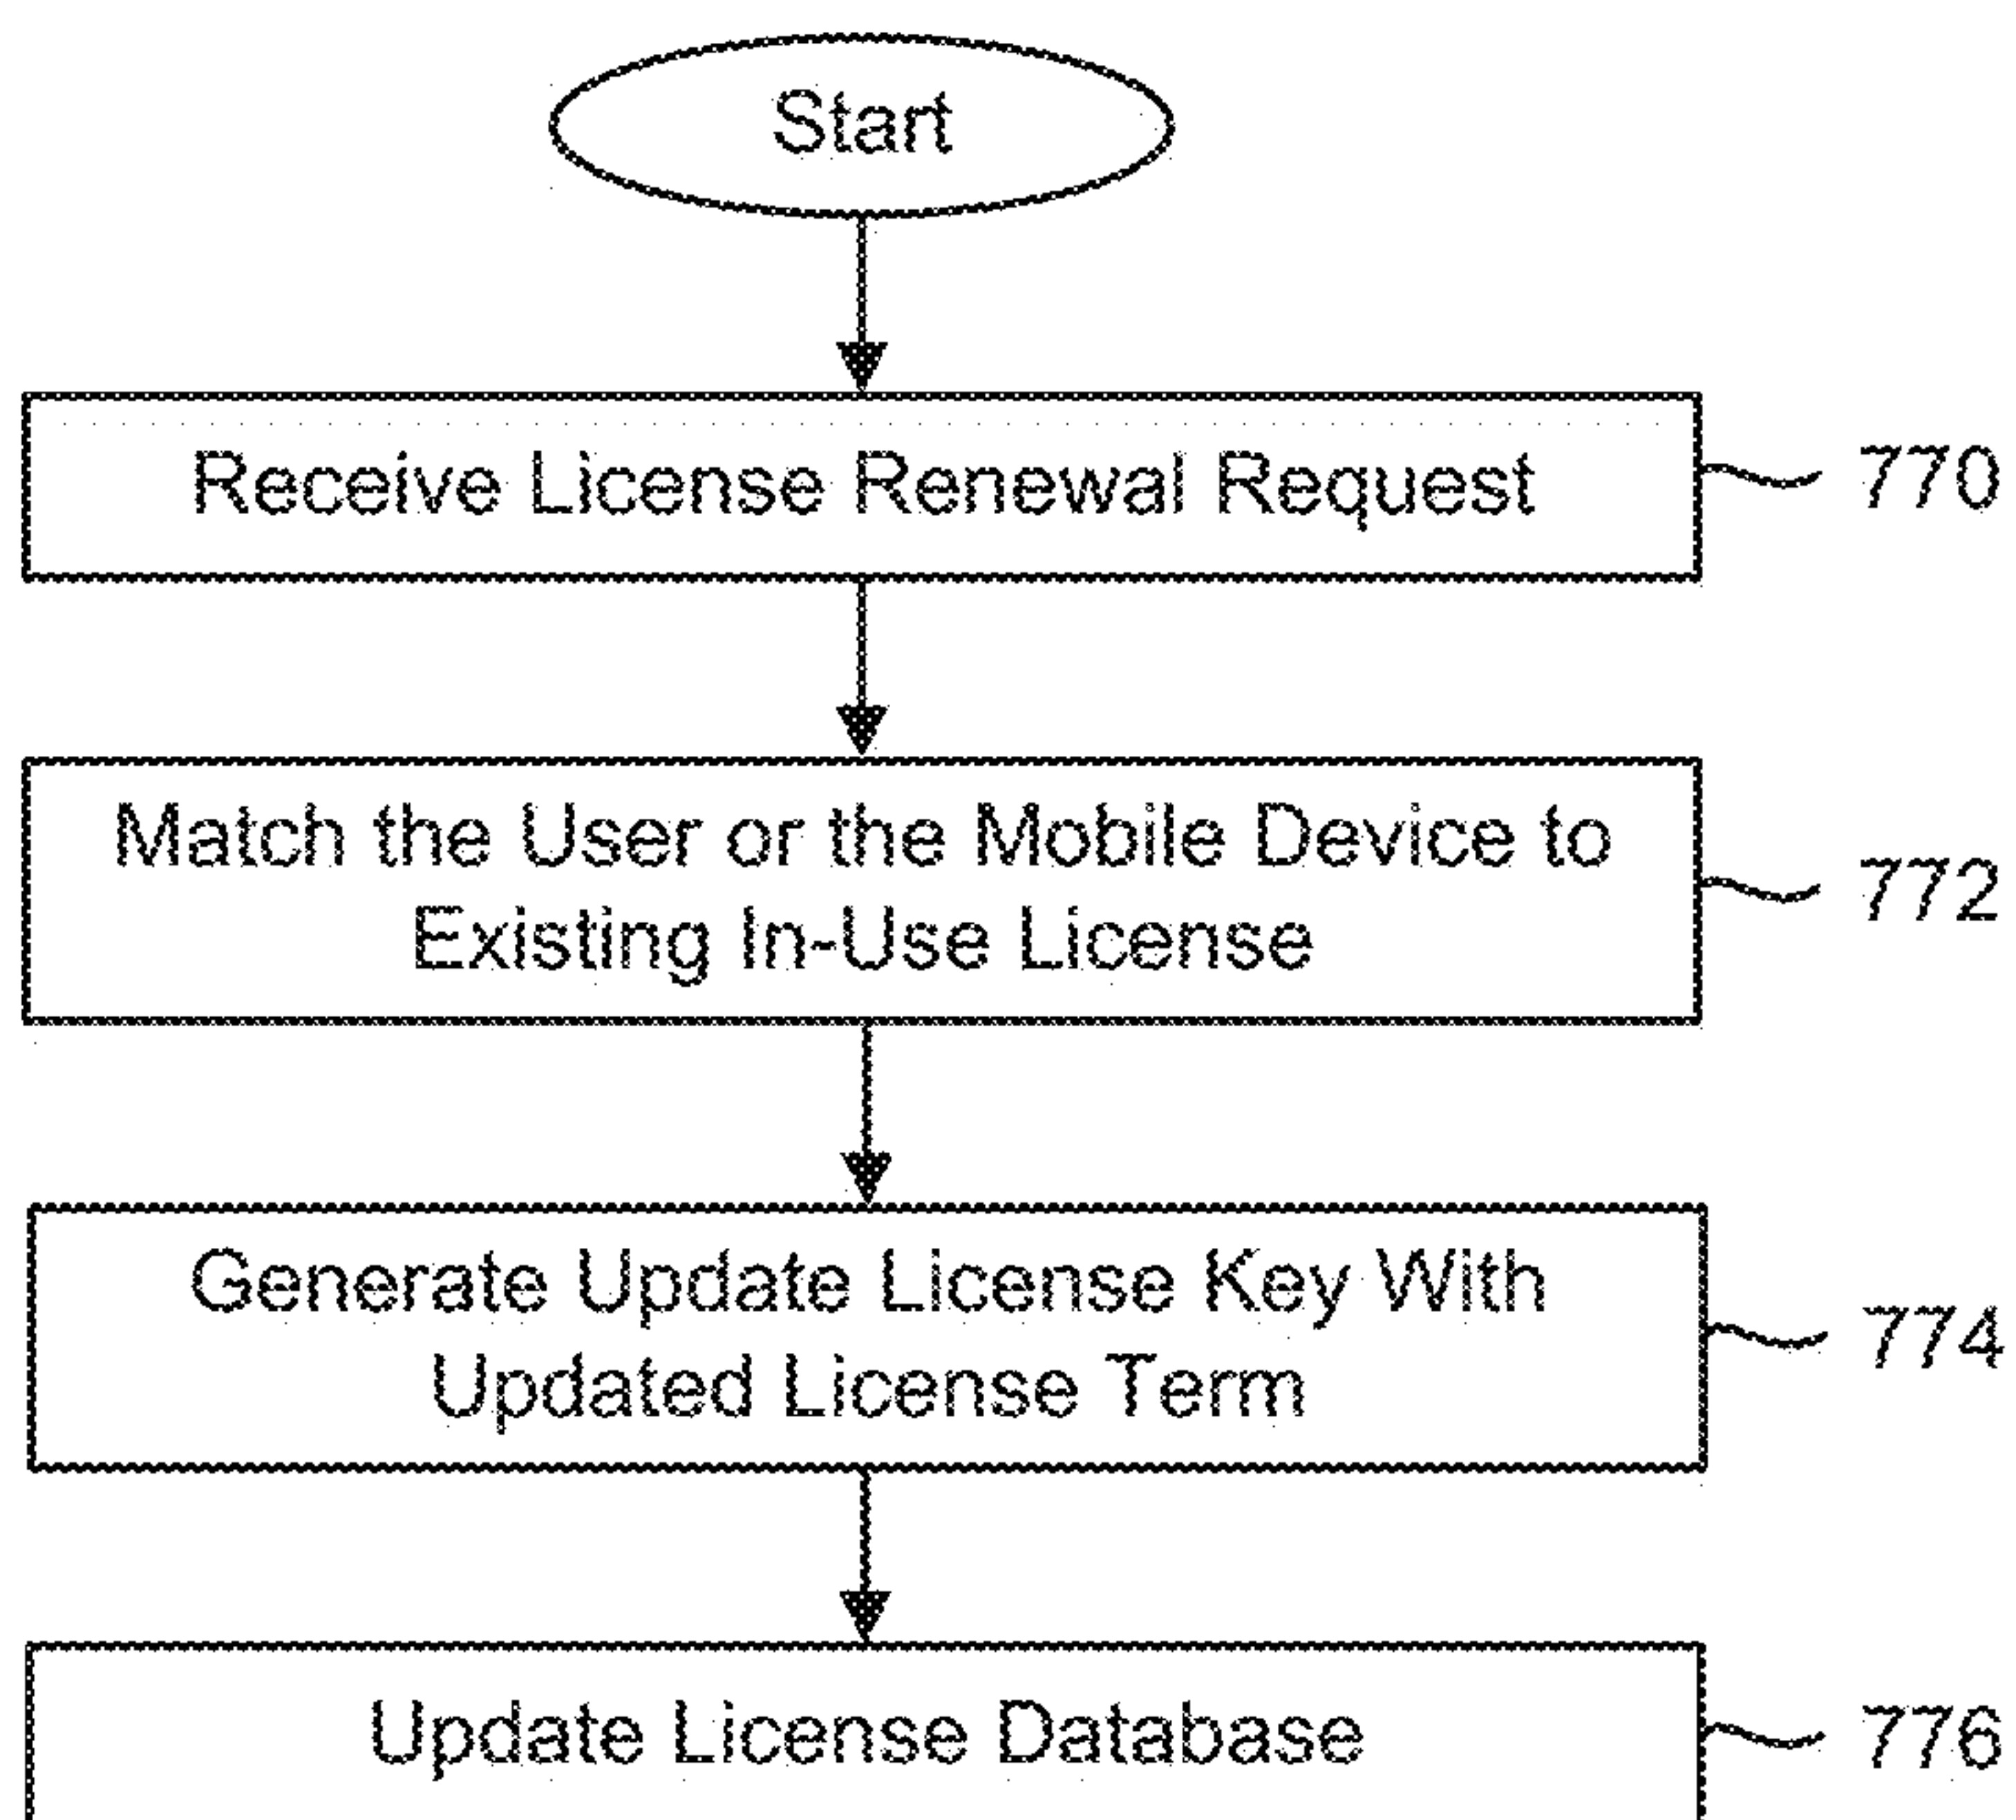 Start
Receive License Renewal Request
770
Match the User or the Mobile Device to
Existing In-Use License
772
Generate Update License Key With
Updated License Term
774
Update License Database
776